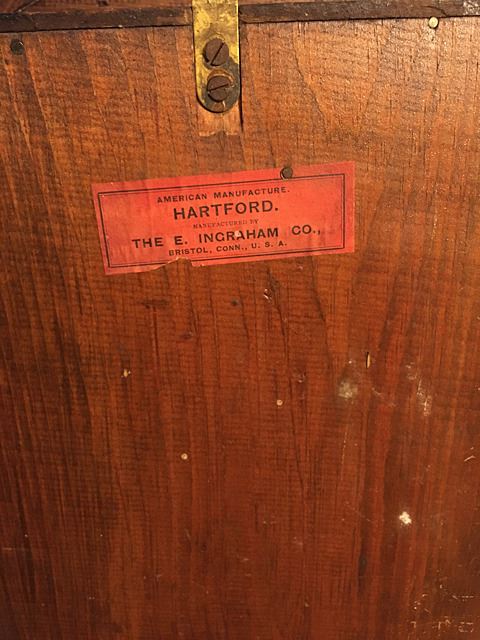 AMERICAN MANUFACTURE.
HARTFORD.
MANUFACTURED BY
THE E. INGRAHAM CO.,
BRISTOL, CONN., U. S. A.